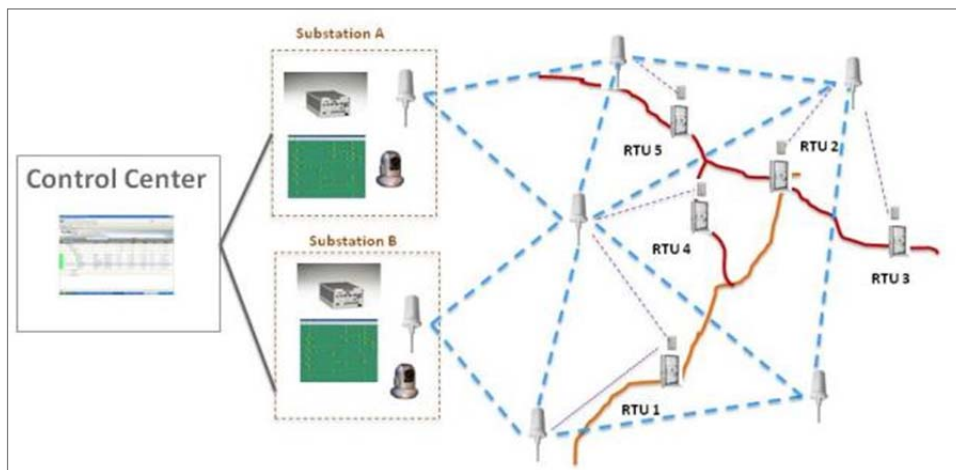 Substation A
Control Center
Substation B
RTU 5
RTU 2
RTU 4
RTU 3
RTU 1